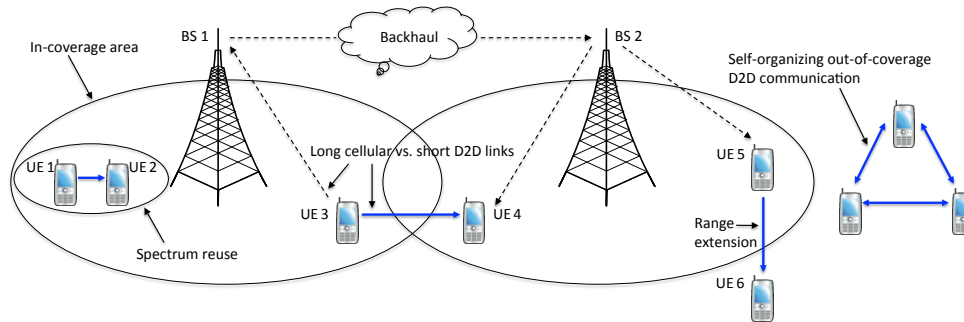 BS 1
Backhaul
BS 2
In-coverage area
Self-organizing out-of-coverage
D2D communication
Long cellular vs. short D2D links
UE 1
UE 2
UE 5
UE 3
UE 4
Range
extension
Spectrum reuse
UE 6